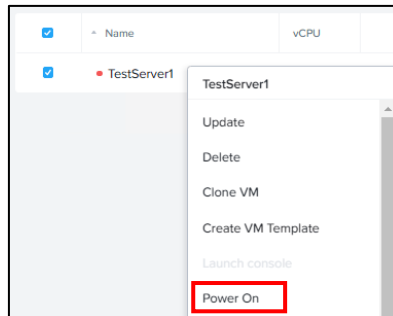 Name vCPU
TestServer1
TestServer1
Update
Delete
Clone VM
Create VM Template
Launch console
Power On